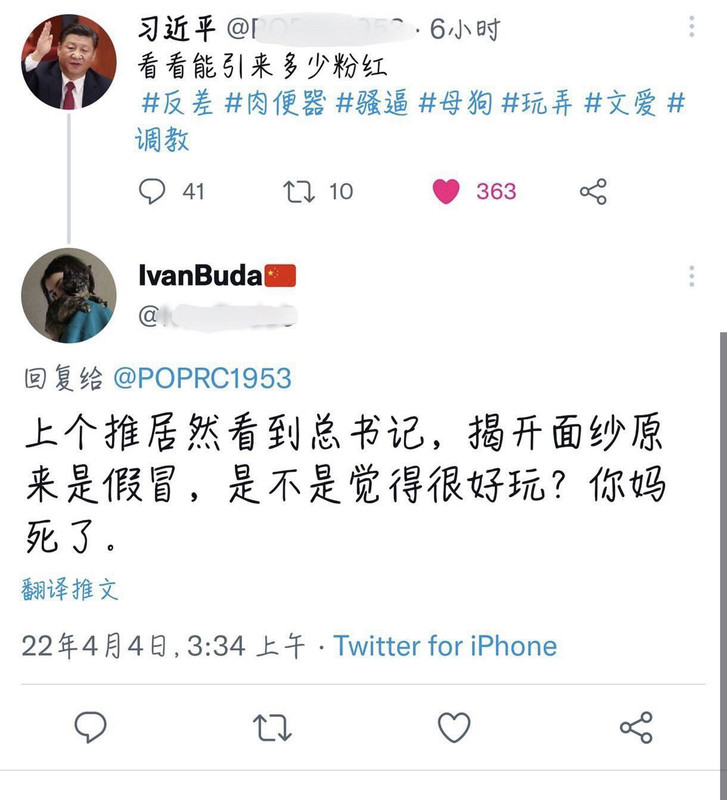 习近平 @POP 953 · 6小时
看看能引来多少粉红
#反差 #肉便器 #骚逼 #母狗 #玩弄 #文爱 #
调教
41 10 363
IvanBuda🇨🇳
@
回复给 @POPRC1953
上个推居然看到总书记，揭开面纱原
来是假冒，是不是觉得很好玩？你妈
死了。
翻译推文
22年4月4日, 3:34 上午 · Twitter for iPhone